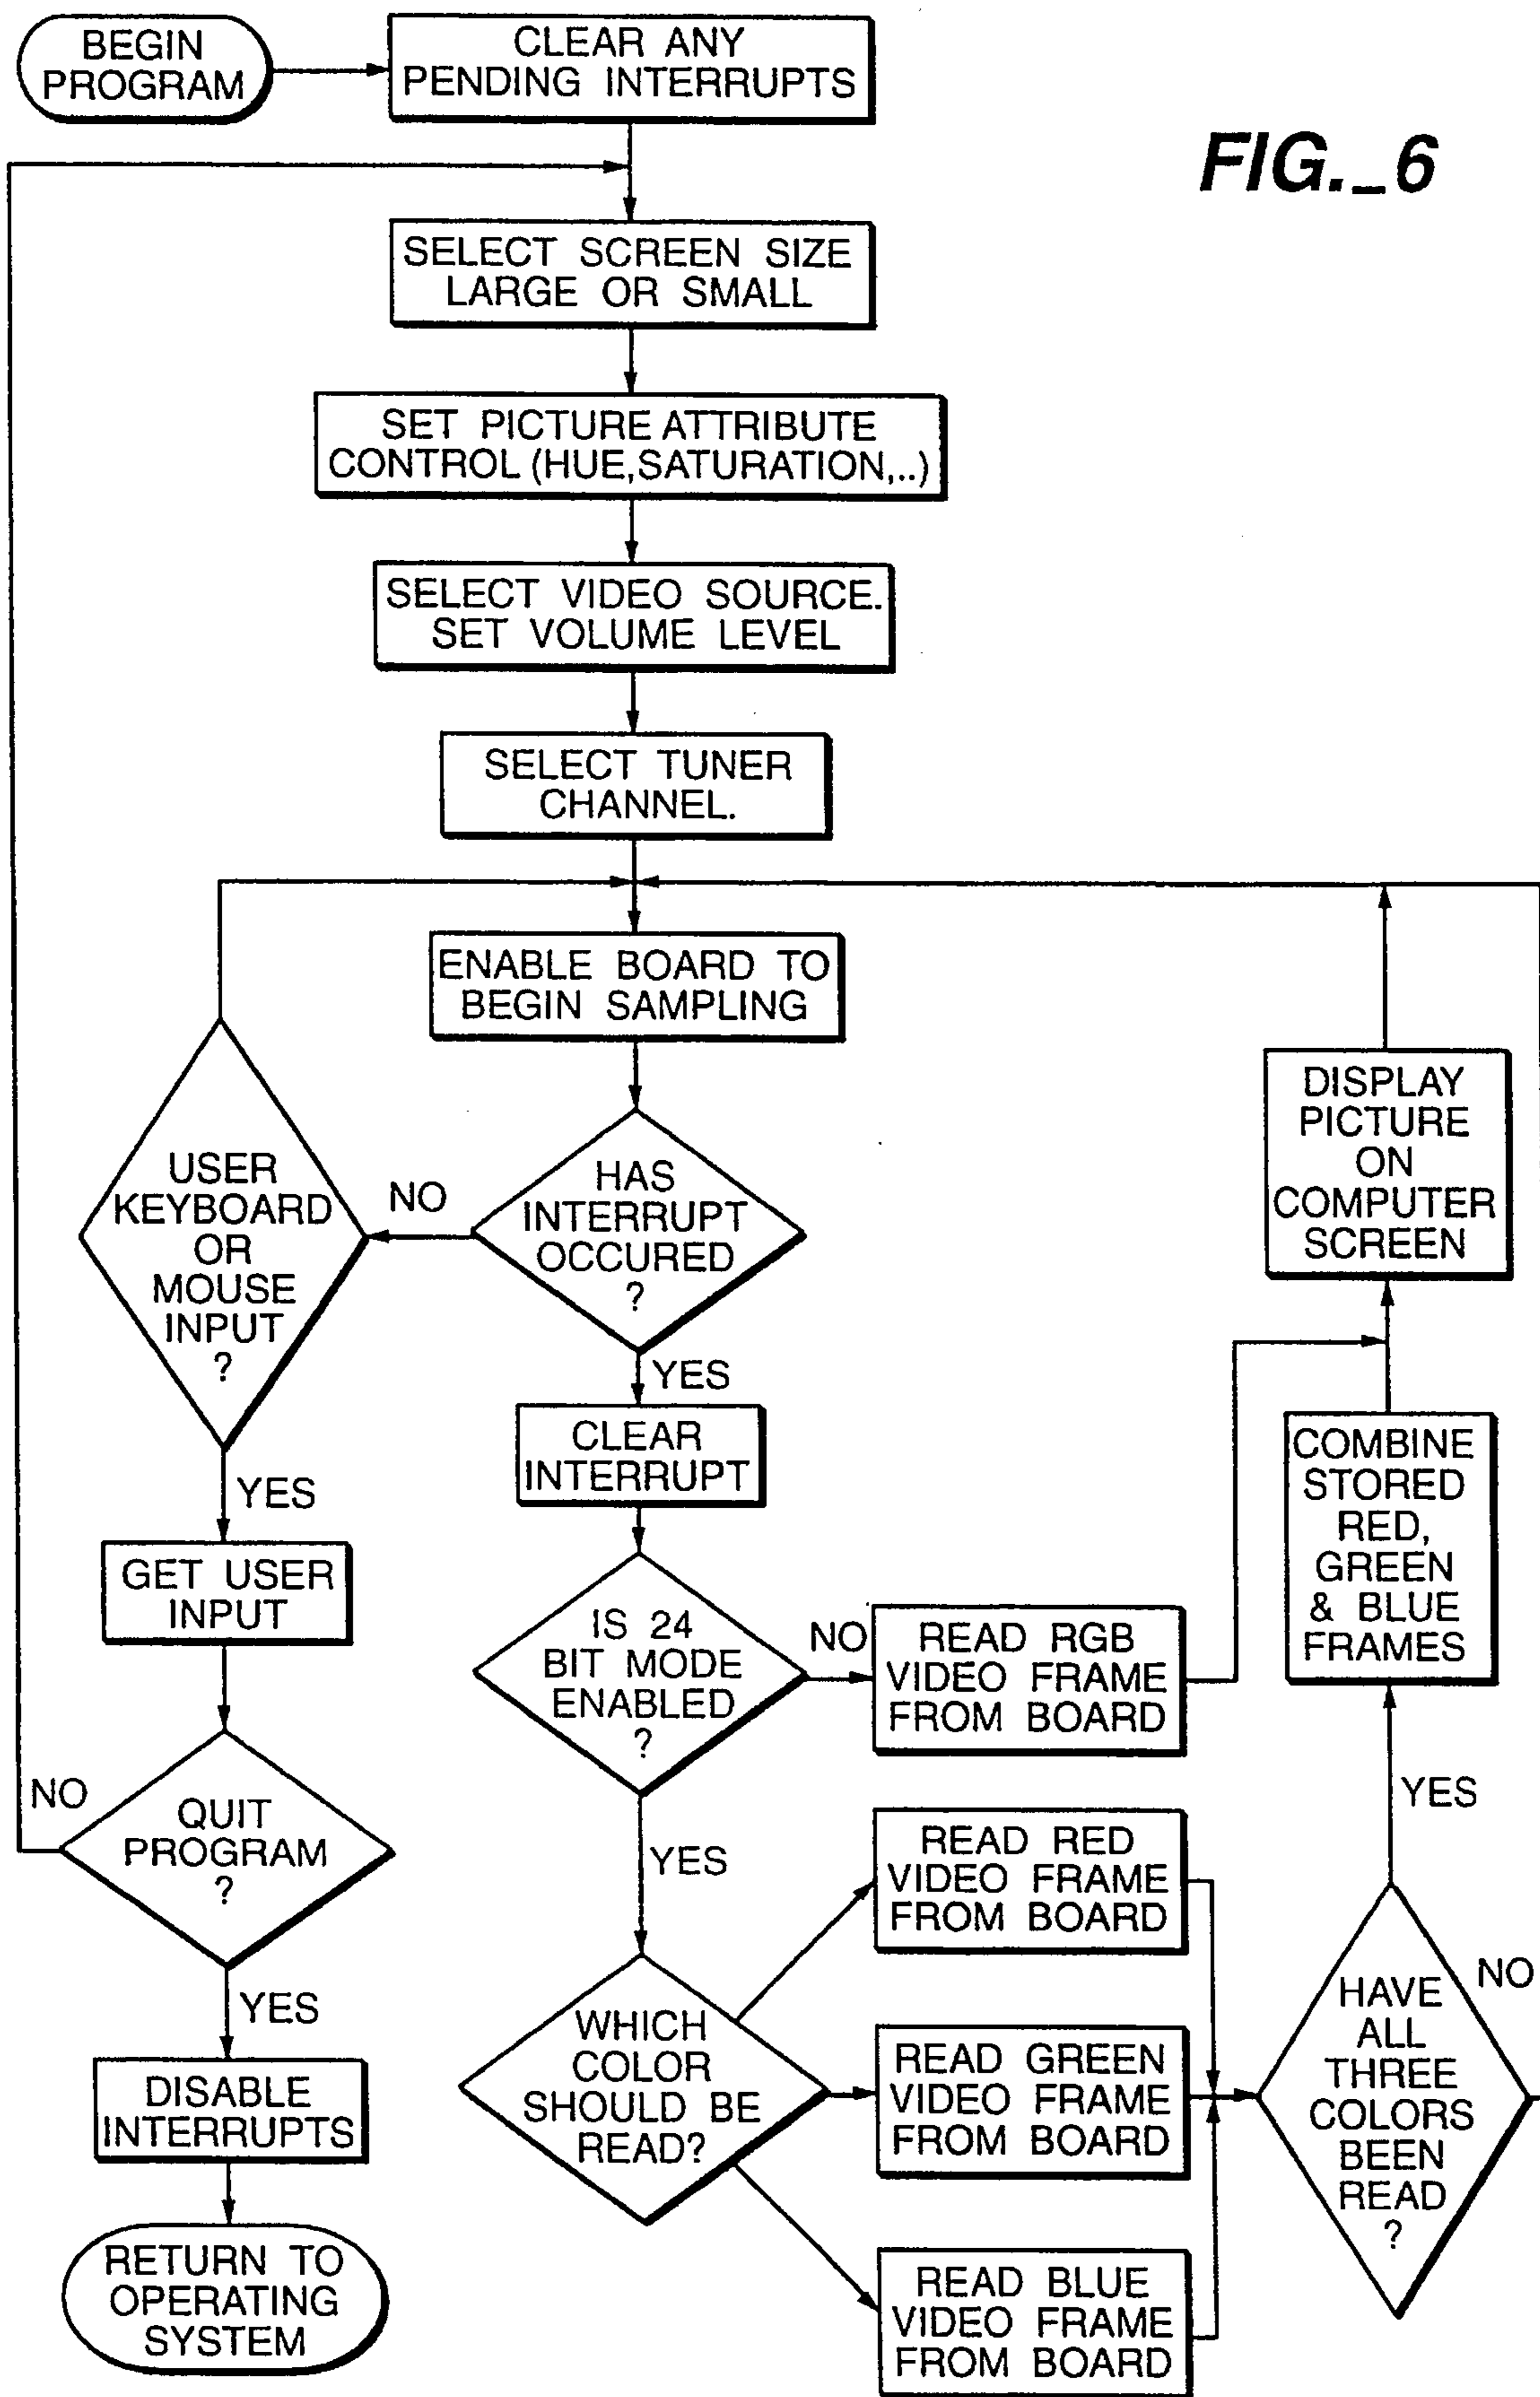 BEGIN
PROGRAM
CLEAR ANY
PENDING INTERRUPTS
FIG._6
SELECT SCREEN SIZE
LARGE OR SMALL
SET PICTURE ATTRIBUTE
CONTROL (HUE,SATURATION,..)
SELECT VIDEO SOURCE.
SET VOLUME LEVEL
SELECT TUNER
CHANNEL.
ENABLE BOARD TO
BEGIN SAMPLING
HAS
INTERRUPT
OCCURED
?
NO
USER
KEYBOARD
OR
MOUSE
INPUT
?
YES
GET USER
INPUT
QUIT
PROGRAM
?
NO
YES
DISABLE
INTERRUPTS
RETURN TO
OPERATING
SYSTEM
YES
CLEAR
INTERRUPT
IS 24
BIT MODE
ENABLED
?
NO
READ RGB
VIDEO FRAME
FROM BOARD
YES
WHICH
COLOR
SHOULD BE
READ?
READ RED
VIDEO FRAME
FROM BOARD
READ GREEN
VIDEO FRAME
FROM BOARD
READ BLUE
VIDEO FRAME
FROM BOARD
HAVE
ALL
THREE
COLORS
BEEN
READ
?
NO
YES
COMBINE
STORED
RED,
GREEN
& BLUE
FRAMES
DISPLAY
PICTURE
ON
COMPUTER
SCREEN